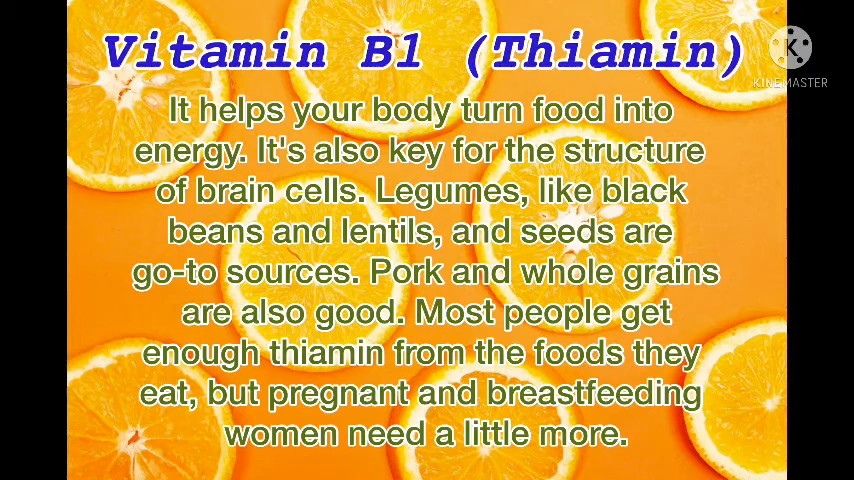 Vitamin B1 (Thiamin)
K
KINEMASTER
It helps your body turn food into
energy. It's also key for the structure
of brain cells. Legumes, like black
beans and lentils, and seeds are
go-to sources. Pork and whole grains
are also good. Most people get
enough thiamin from the foods they
eat, but pregnant and breastfeeding
women need a little more.